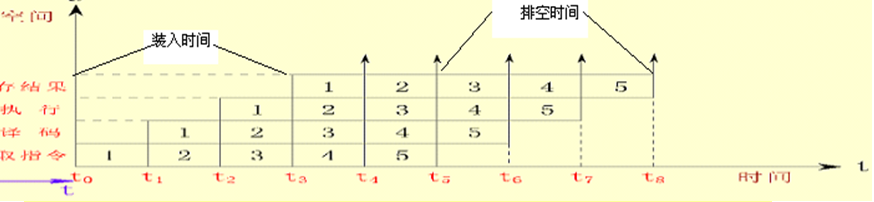 空间
装入时间
排空时间
存结果 1 2 3 4 5
执行 1 2 3 4 5
译码 1 2 3 4 5
取指令 1 2 3 4 5
t0 t1 t2 t3 t4 t5 t6 t7 t8 时间 t
t